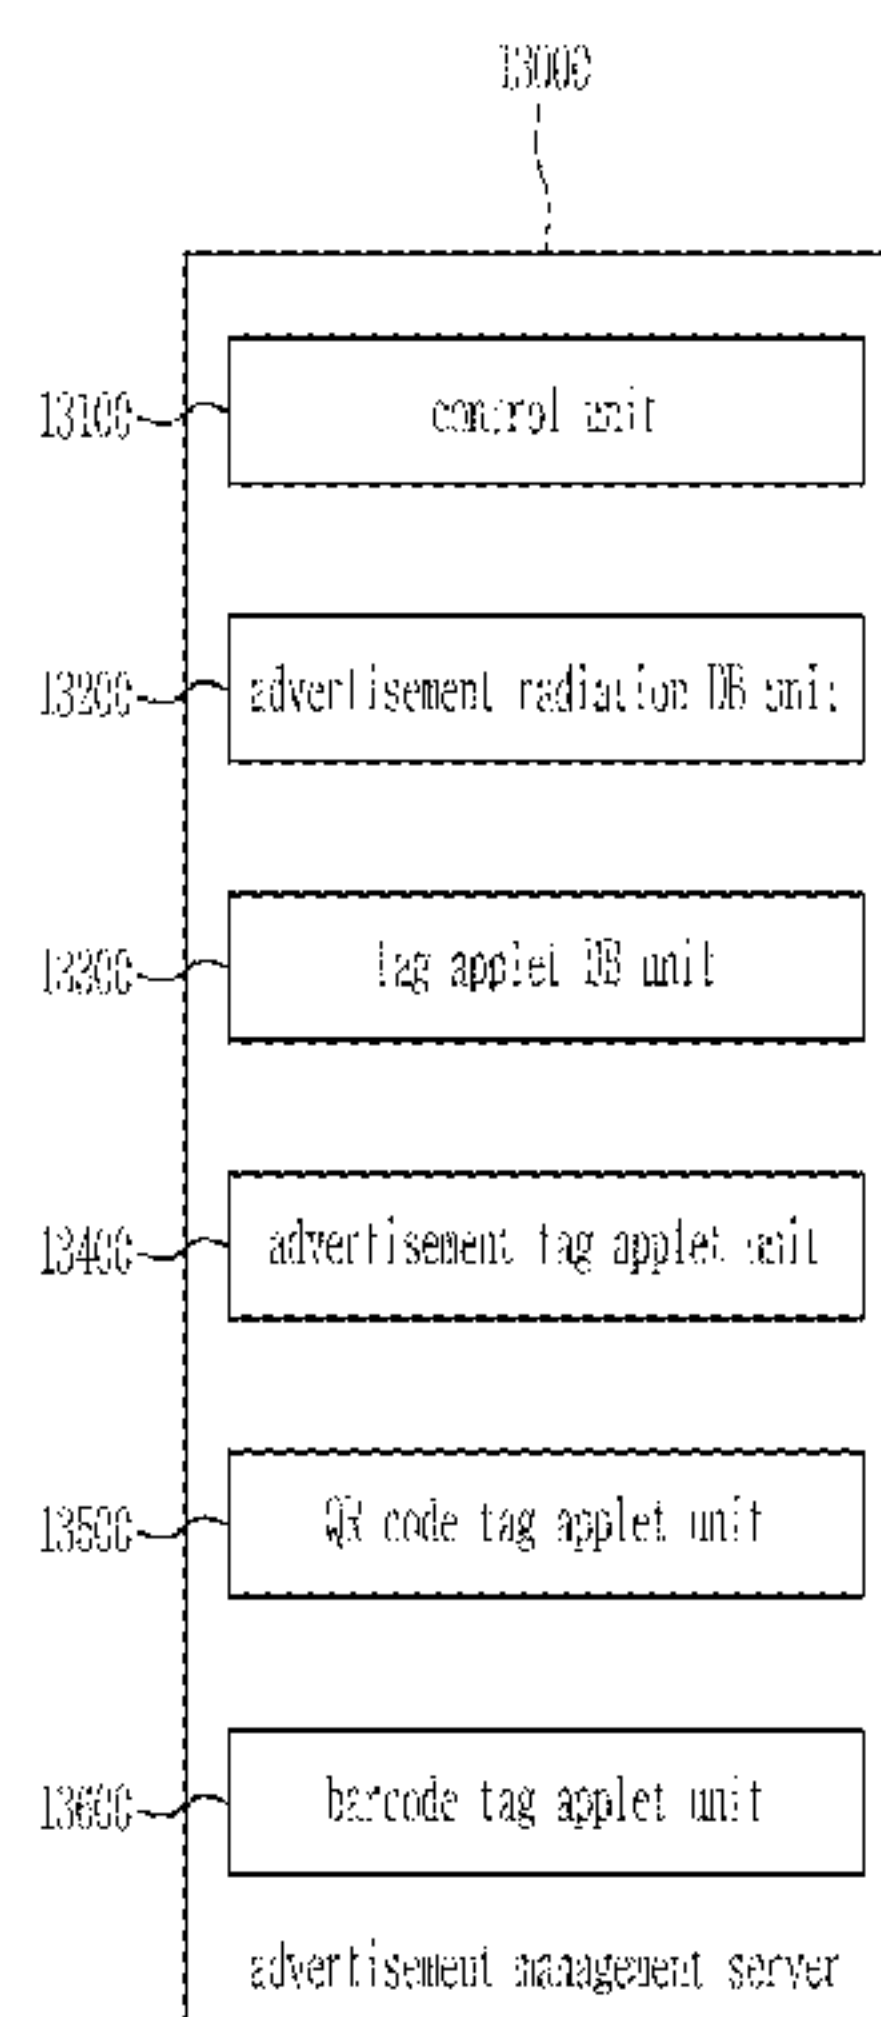 13000
13100
control unit
13200
advertisement radiation DB unit
13300
tag applet DB unit
13400
advertisement tag applet unit
13500
QR code tag applet unit
13600
barcode tag applet unit
advertisement management server